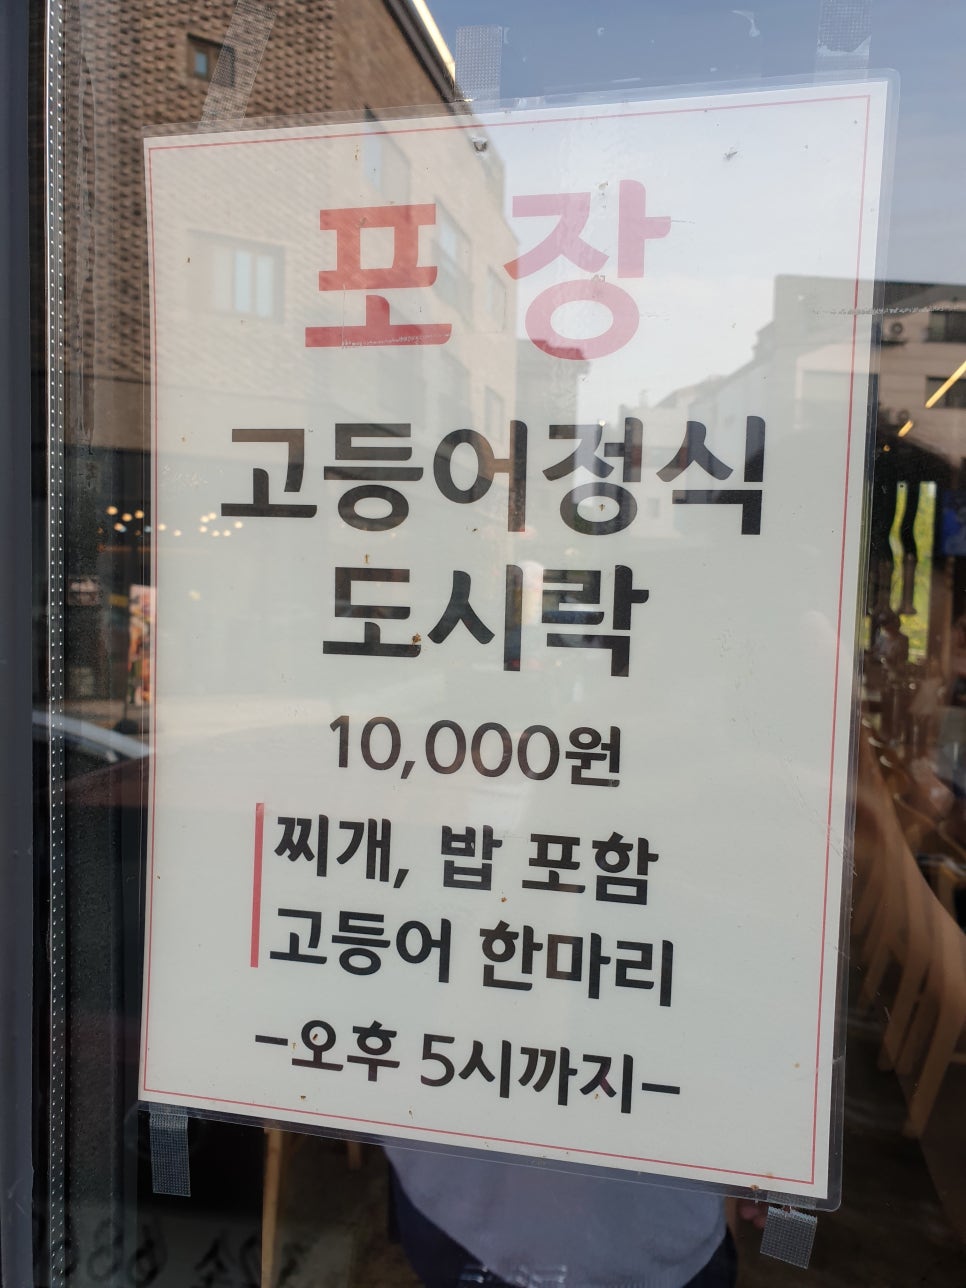 포장
고등어정식
도시락
10,000원
찌개, 밥 포함
고등어 한마리
-오후 5시까지-